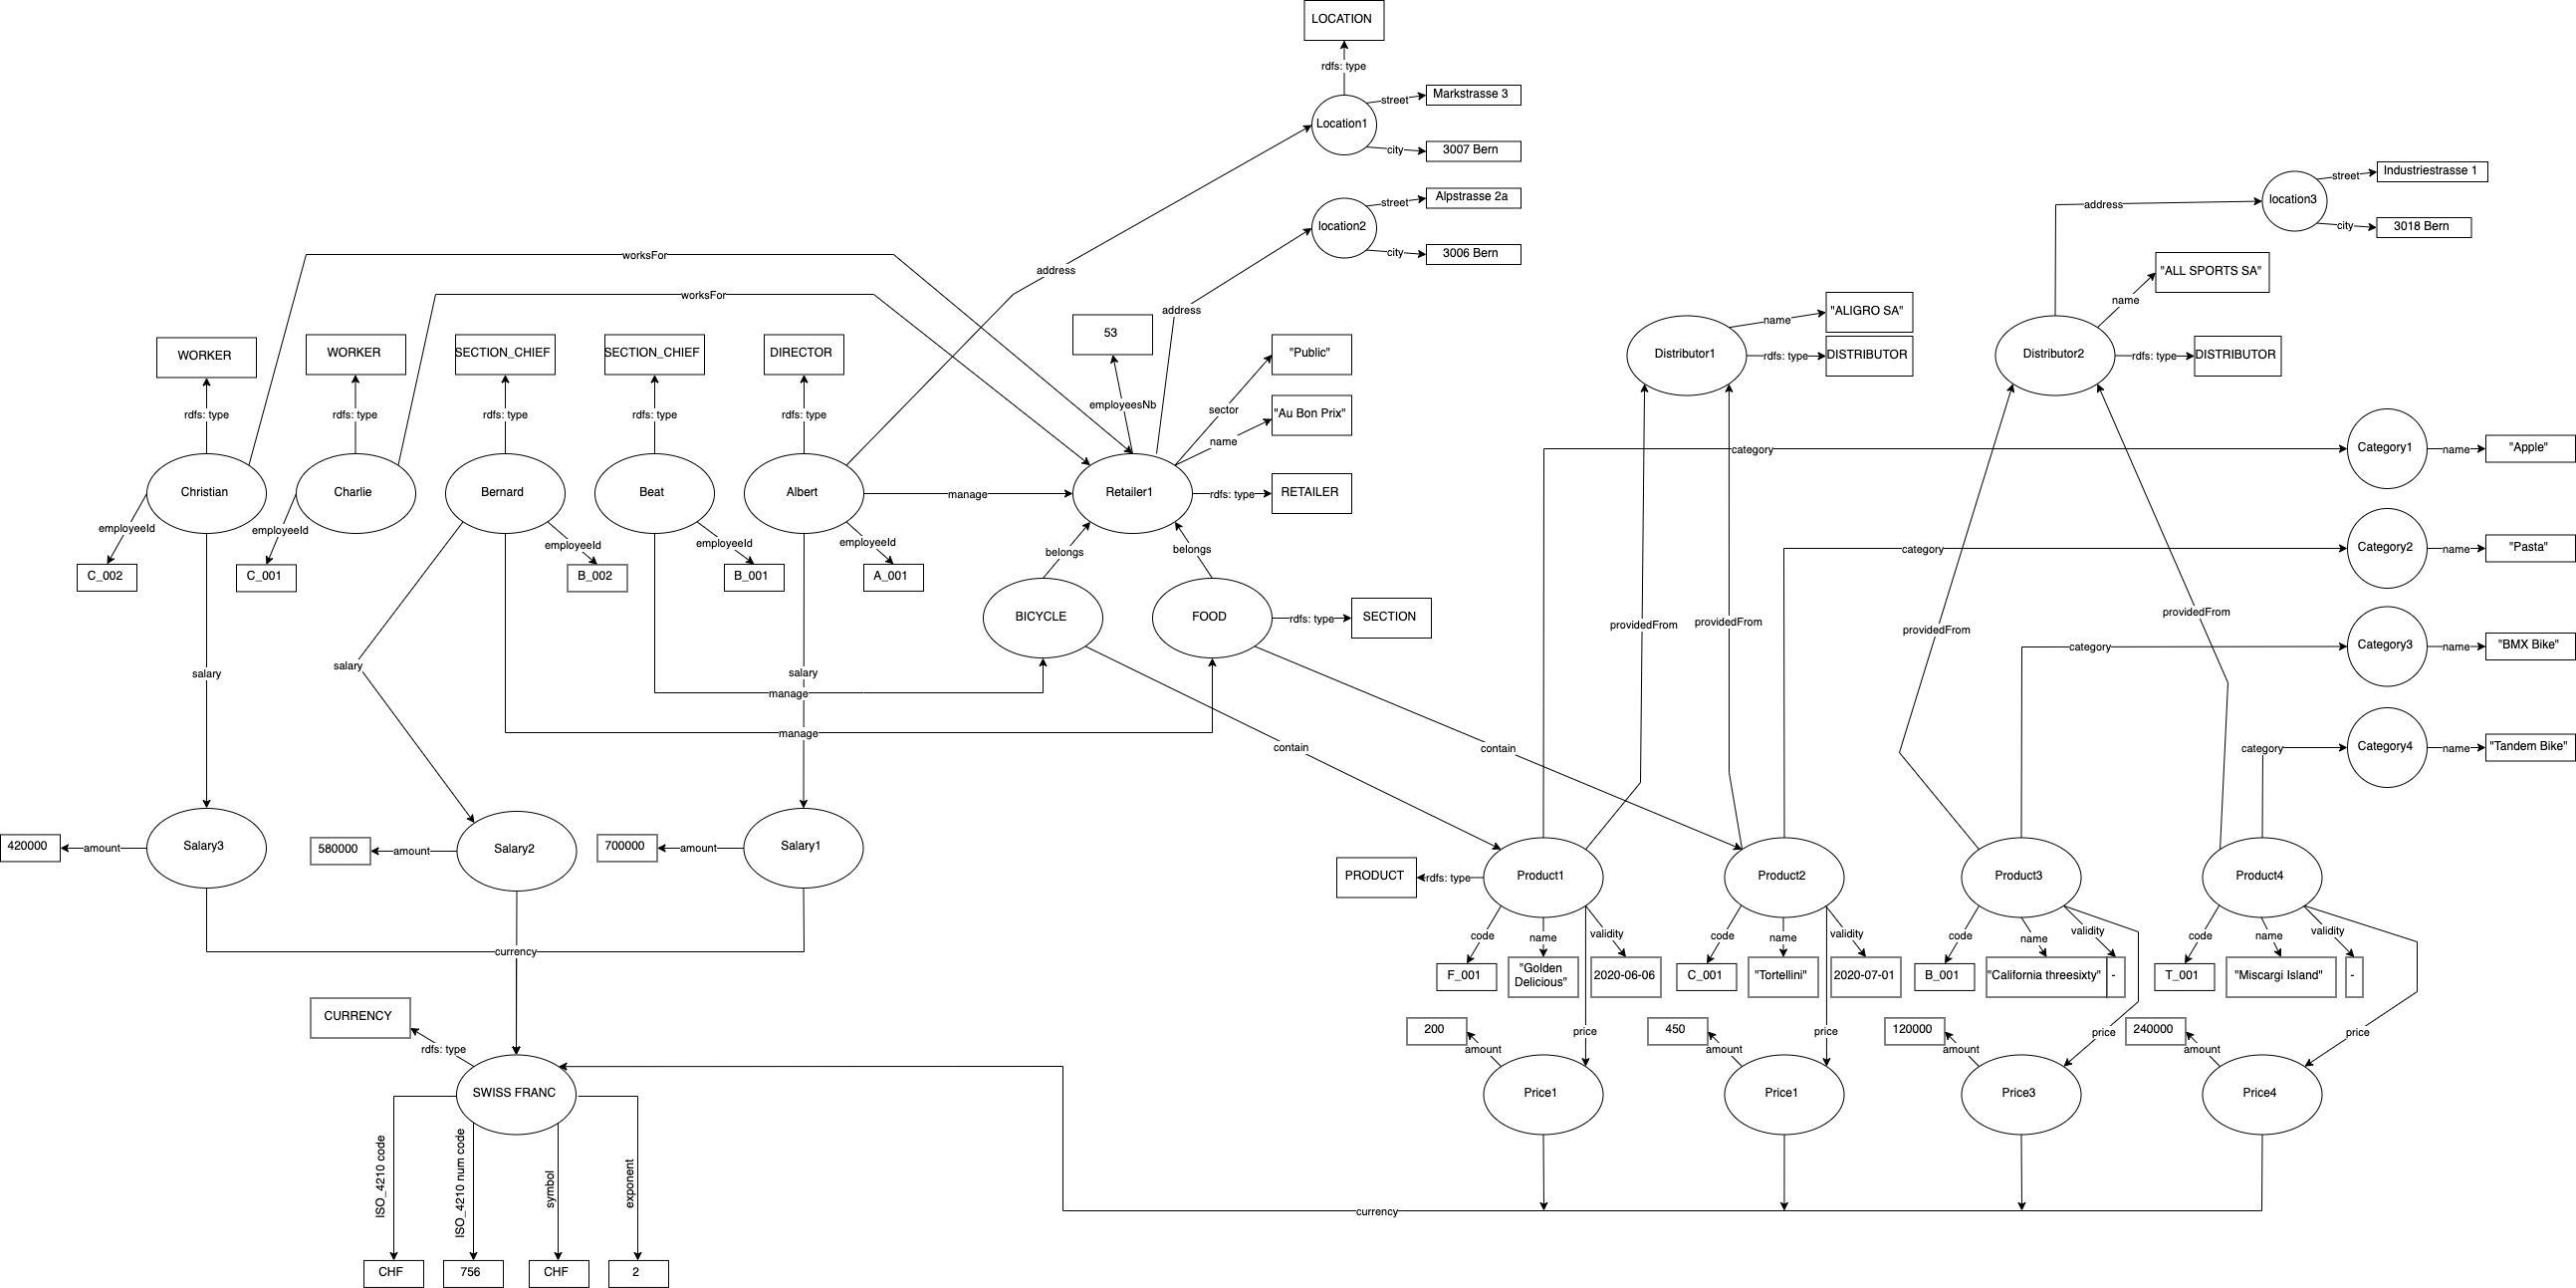 LOCATION
rdfs: type
Location1
street
Markstrasse 3
city
3007 Bern
location2
street
Alpstrasse 2a
city
3006 Bern
location3
street
Industriestrasse 1
city
3018 Bern
address
address
address
worksFor
worksFor
"ALL SPORTS SA"
name
Distributor2
rdfs: type
DISTRIBUTOR
"ALIGRO SA"
name
Distributor1
rdfs: type
DISTRIBUTOR
WORKER
WORKER
SECTION_CHIEF
SECTION_CHIEF
DIRECTOR
rdfs: type
rdfs: type
rdfs: type
rdfs: type
rdfs: type
53
employeesNb
"Public"
sector
"Au Bon Prix"
name
Christian
Charlie
Bernard
Beat
Albert
manage
Retailer1
rdfs: type
RETAILER
employeeId
employeeId
employeeId
employeeId
employeeId
C_002
C_001
B_002
B_001
A_001
belongs
belongs
BICYCLE
FOOD
rdfs: type
SECTION
category
Category1
name
"Apple"
category
Category2
name
"Pasta"
category
Category3
name
"BMX Bike"
category
Category4
name
"Tandem Bike"
providedFrom
providedFrom
providedFrom
providedFrom
salary
salary
salary
manage
manage
contain
contain
420000
amount
Salary3
580000
amount
Salary2
700000
amount
Salary1
PRODUCT
rdfs: type
Product1
Product2
Product3
Product4
code
name
validity
code
name
validity
code
name
validity
code
name
validity
F_001
"Golden
Delicious"
2020-06-06
C_001
"Tortellini"
2020-07-01
B_001
"California threesixty"
-
T_001
"Miscargi Island"
-
currency
CURRENCY
rdfs: type
200
amount
price
450
amount
price
120000
amount
price
240000
amount
price
SWISS FRANC
Price1
Price1
Price3
Price4
ISO_4210 code
ISO_4210 num code
symbol
exponent
currency
CHF
756
CHF
2